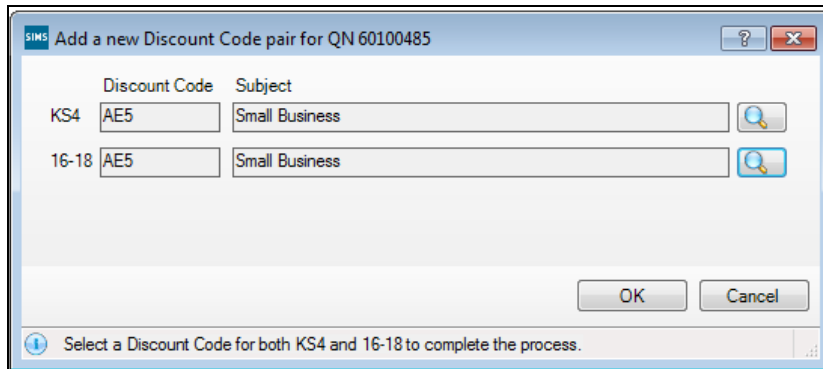 SIMS Add a new Discount Code pair for QN 60100485
Discount Code Subject
KS4 AE5 Small Business
16-18 AE5 Small Business
OK Cancel
Select a Discount Code for both KS4 and 16-18 to complete the process.